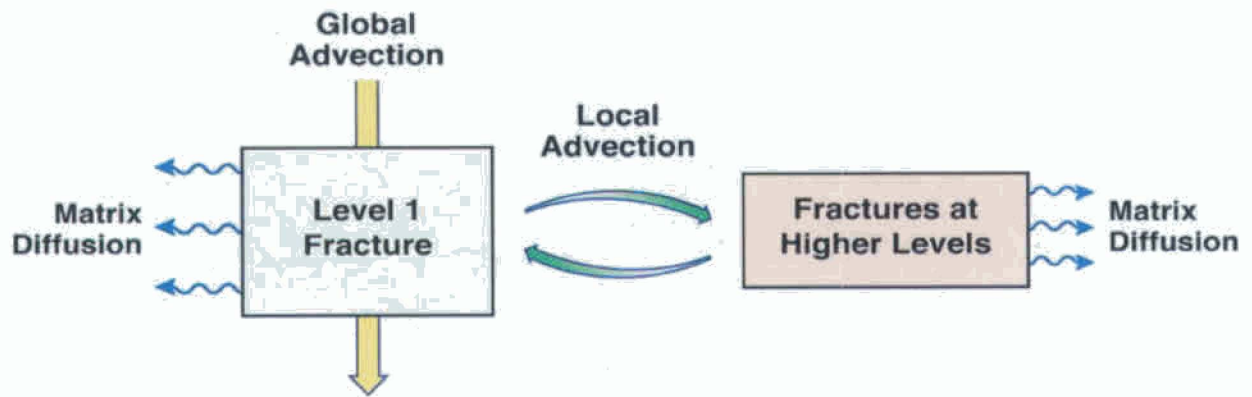 Global
Advection
Local
Advection
Matrix
Diffusion
Level 1
Fracture
Fractures at
Higher Levels
Matrix
Diffusion